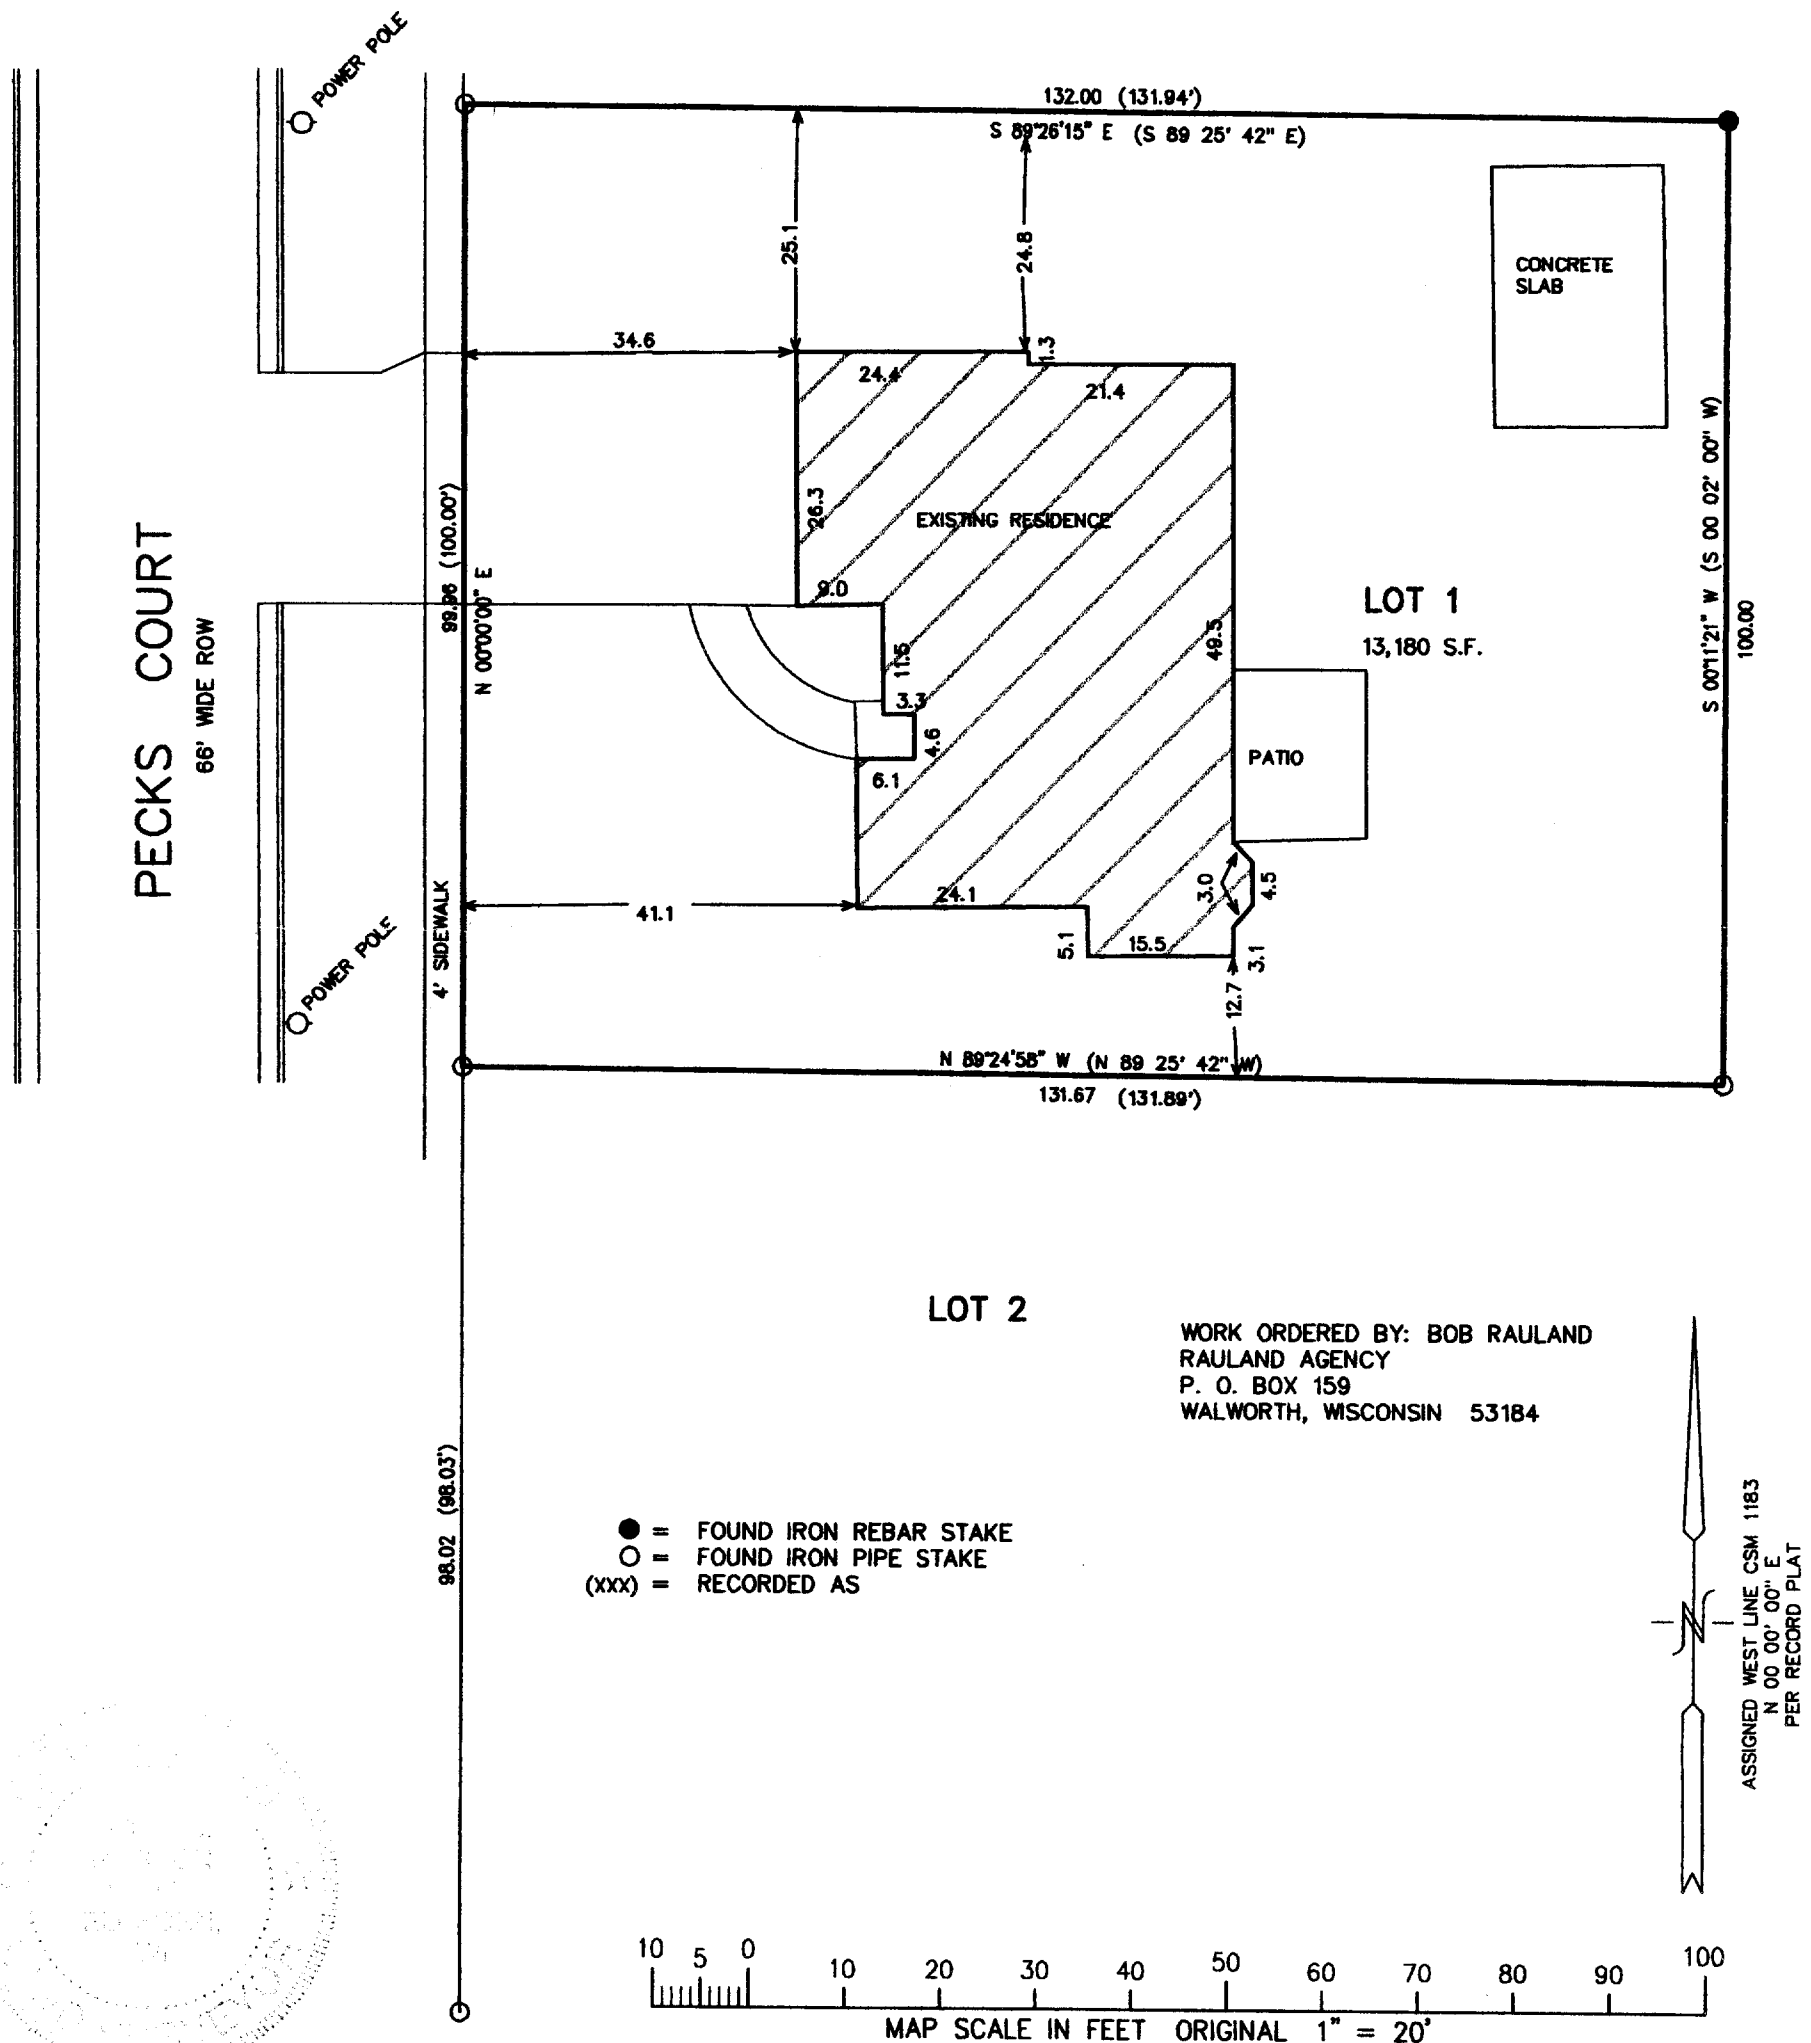 POWER POLE
132.00 (131.94')
S 89°26'15" E (S 89 25' 42" E)
25.1
24.8
CONCRETE
SLAB
34.6
1.3
24.4
21.4
PECKS COURT
66' WIDE ROW
99.96 (100.00')
N 00°00'00" E
26.3
EXISTING RESIDENCE
9.0
LOT 1
13,180 S.F.
S 00°11'21" W (S 00 02' 00" W)
100.00
49.5
11.5
3.3
4.6
6.1
PATIO
3.0
4.5
24.1
41.1
4' SIDEWALK
POWER POLE
5.1
15.5
3.1
12.7
N 89°24'58" W (N 89 25' 42" W)
131.67 (131.89')
LOT 2
WORK ORDERED BY: BOB RAULAND
RAULAND AGENCY
P. O. BOX 159
WALWORTH, WISCONSIN 53184
98.02 (98.03')
● = FOUND IRON REBAR STAKE
○ = FOUND IRON PIPE STAKE
(XXX) = RECORDED AS
N
ASSIGNED WEST LINE CSM 1183
N 00 00' 00" E
PER RECORD PLAT
10 5 0 10 20 30 40 50 60 70 80 90 100
MAP SCALE IN FEET ORIGINAL 1" = 20'